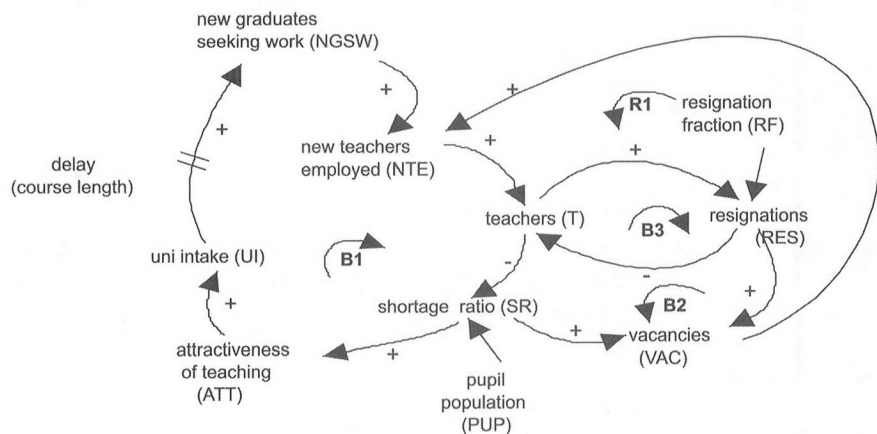 new graduates
seeking work (NGSW)
+
+
R1
resignation
fraction (RF)
+
+
new teachers
employed (NTE)
+
+
delay
(course length)
teachers (T)
B3
resignations
(RES)
uni intake (UI)
B1
-
-
+
B2
+
shortage ratio (SR)
+
vacancies
(VAC)
attractiveness
of teaching
(ATT)
+
pupil
population
(PUP)